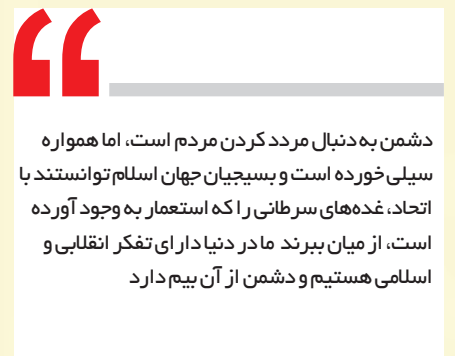 دشمن به‌دنبال مردد کردن مردم است، اما همواره
سیلی خورده است و بسیجیان جهان اسلام توانستند با
اتحاد، غده‌های سرطانی را که استعمار به وجود آورده
است، از میان ببرند ما در دنیا دارای تفکر انقلابی و
اسلامی هستیم و دشمن از آن بیم دارد